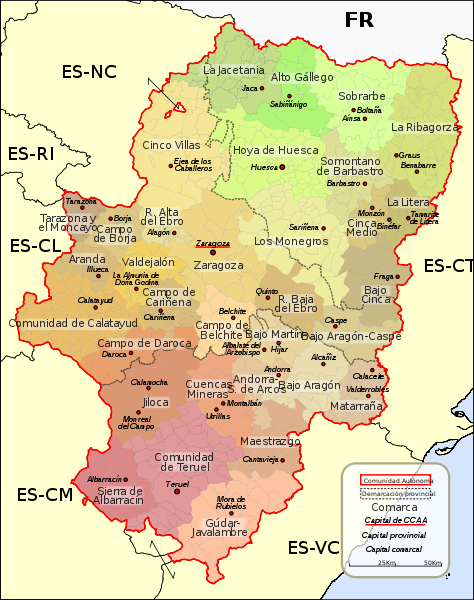 FR
ES-NC
La Jacetania
Alto Gállego
Jaca
Sabiñánigo
Sobrarbe
Boltaña
Aínsa
La Ribagorza
Cinco Villas
Ejea de los
Caballeros
Hoya de Huesca
Huesca
Somontano
de Barbastro
Barbastro
Graus
Benabarre
ES-RI
Tarazona
Tarazona y
el Moncayo
Borja
Campo
de Borja
R. Alta
del Ebro
Alagón
Zaragoza
Zaragoza
Sariñena
Los Monegros
Monzón
Cinca
Medio
Binefar
La Litera
Tamarite
de Litera
ES-CL
ES-CT
Aranda
Illueca
Valdejalón
La Almunia de
Doña Godina
Calatayud
Comunidad de Calatayud
Campo de
Cariñena
Cariñena
Fraga
Bajo
Cinca
Quinto
R. Baja
del Ebro
Belchite
Campo de
Belchite
Caspe
Bajo Aragón-Caspe
Bajo Martín
Albalate del
Arzobispo
Híjar
Campo de Daroca
Daroca
Alcañiz
Andorra
Andorra-
S. de Arcos
Bajo Aragón
Calaceite
Valderrobles
Matarraña
Calamocha
Jiloca
Monreal
del Campo
Cuencas
Mineras
Montalbán
Utrillas
Maestrazgo
Cantavieja
Comunidad
de Teruel
Teruel
Albarracín
Sierra de
Albarracín
ES-CM
Mora de
Rubielos
Gúdar-
Javalambre
ES-VC
Comunidad Autónoma
Demarcación provincial
Comarca
Capital de CCAA
Capital provincial
Capital comarcal
25Km
50Km